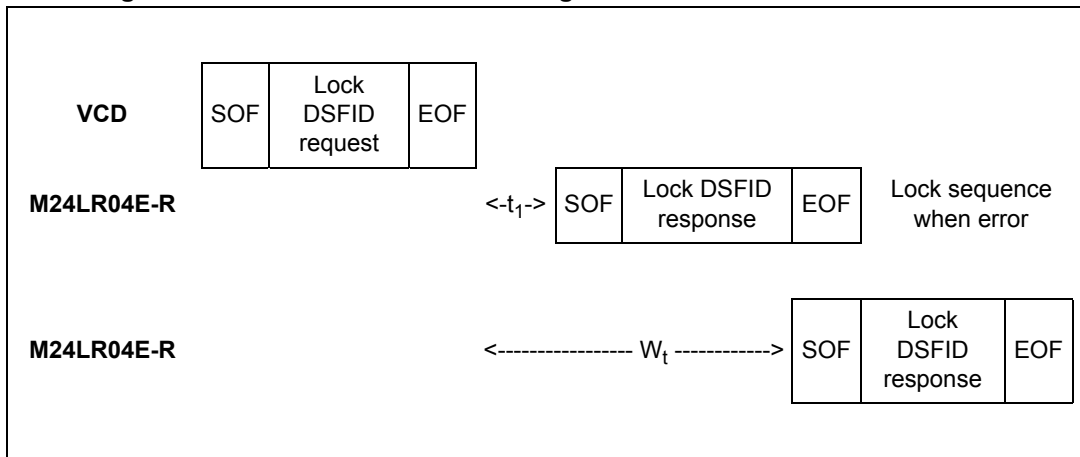 Lock
VCD SOF DSFID EOF
request
M24LR04E-R <-t1-> SOF Lock DSFID response EOF Lock sequence when error
M24LR04E-R <----------------- Wt ------------> SOF Lock DSFID response EOF